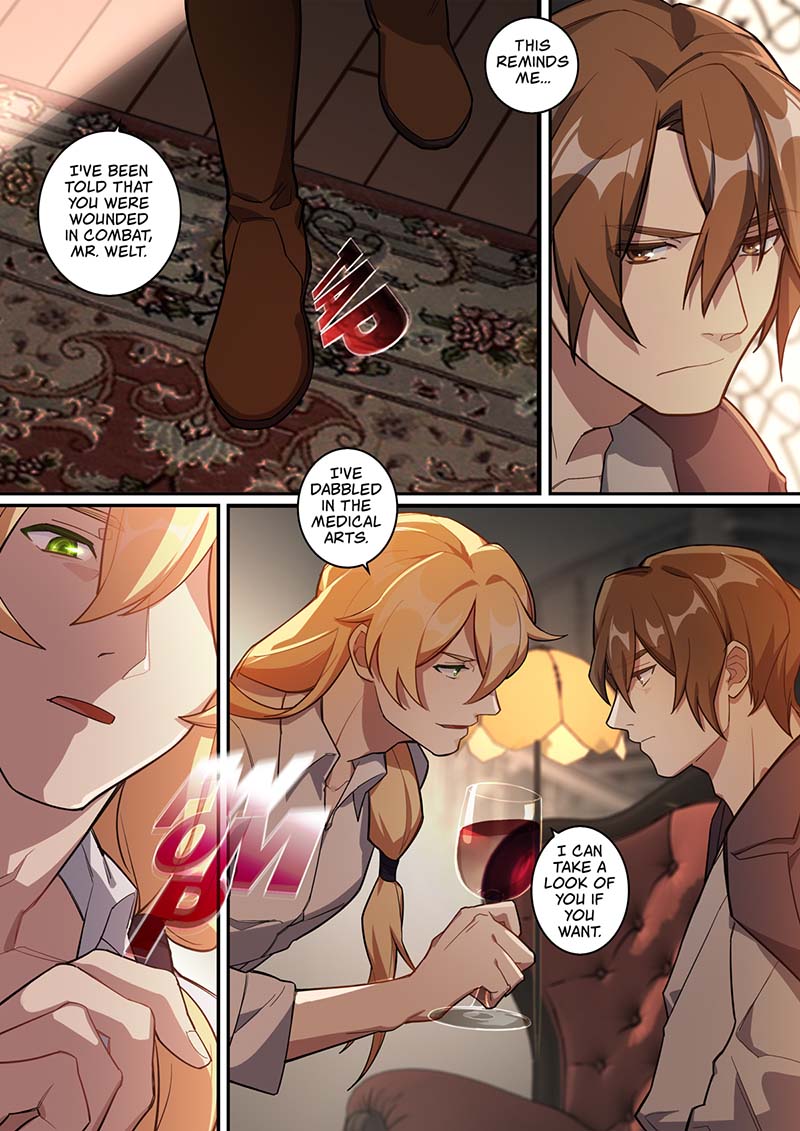 THIS
REMINDS
ME...
I'VE BEEN
TOLD THAT
YOU WERE
WOUNDED
IN COMBAT,
MR. WELT.
TAP
I'VE
DABBLED
IN THE
MEDICAL
ARTS.
I CAN
TAKE
A LOOK OF
YOU IF
YOU
WANT.